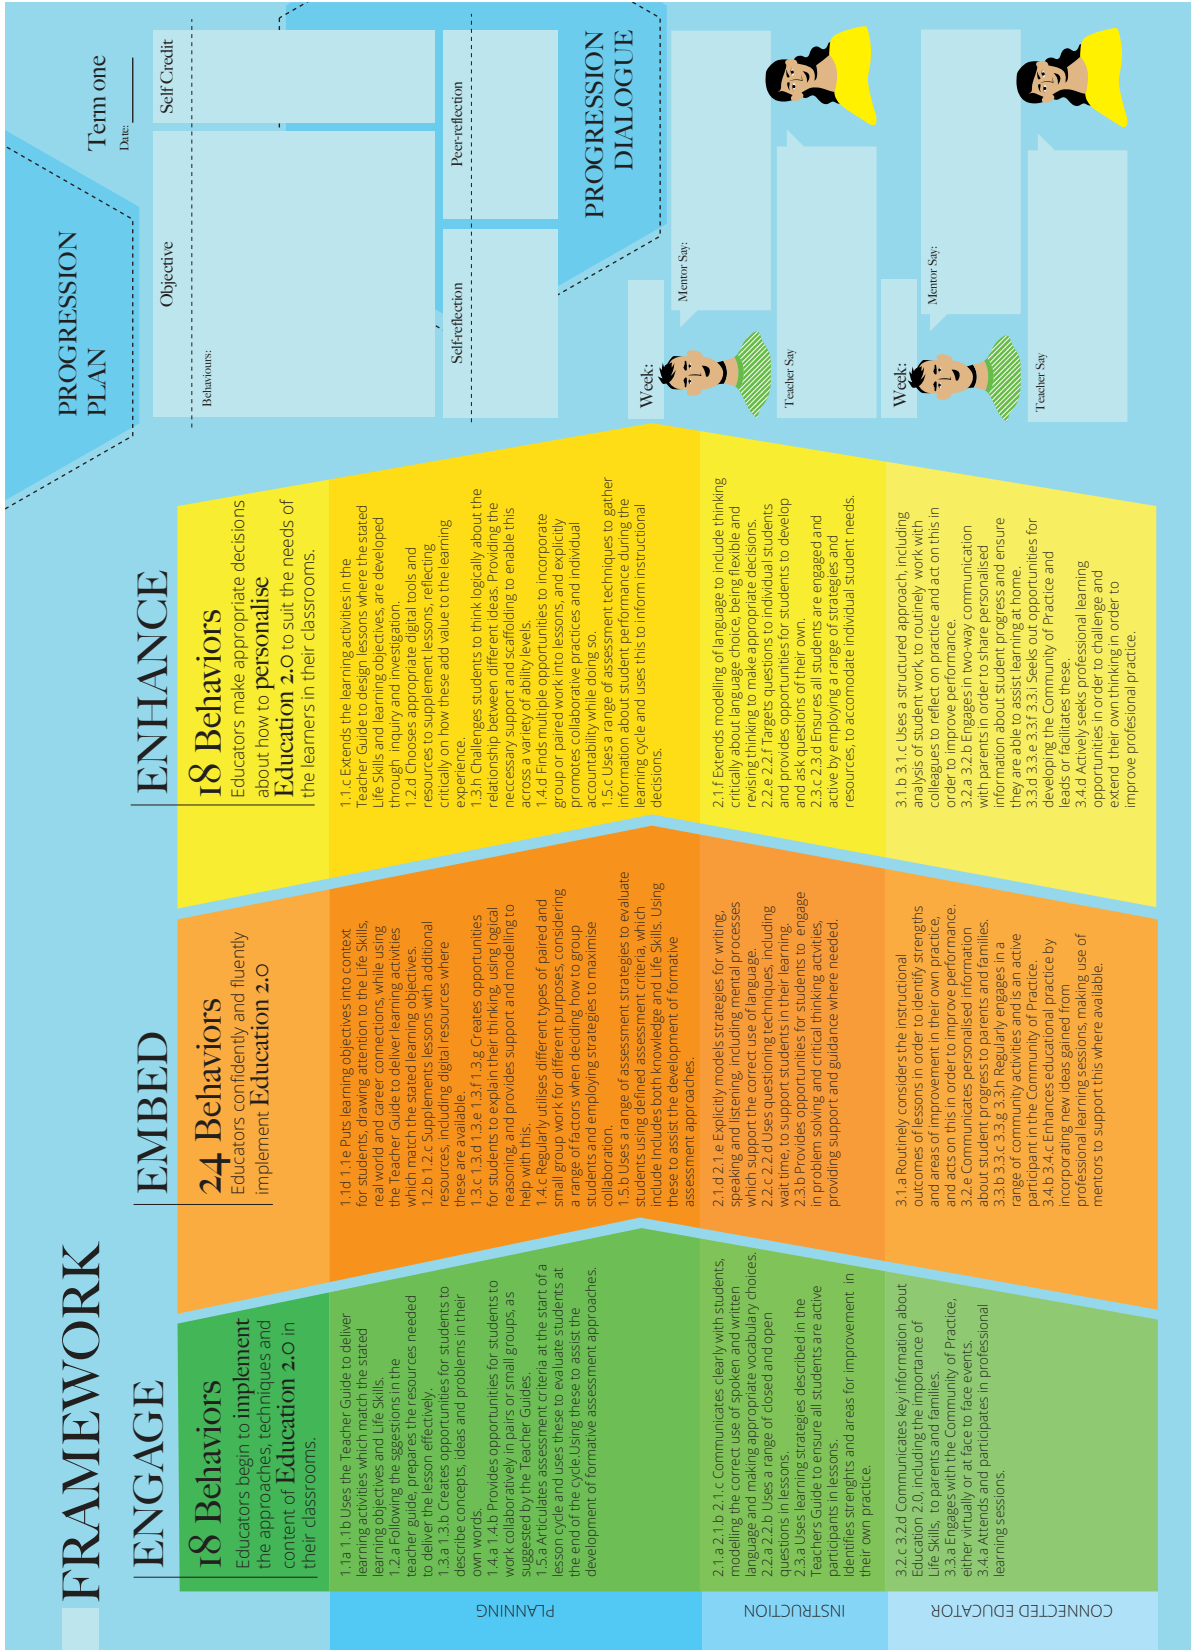 FRAMEWORK
ENGAGE
18 Behaviors
Educators begin to implement
the approaches, techniques and
content of Education 2.0 in
their classrooms.
EMBED
24 Behaviors
Educators confidently and fluently
implement Education 2.0
ENHANCE
18 Behaviors
Educators make appropriate decisions
about how to personalise
Education 2.0 to suit the needs of
the learners in their classrooms.
PLANNING
1.1a 1.1b Uses the Teacher Guide to deliver
learning activities which match the stated
learning objectives and Life Skills.
1.2.a Following the sggestions in the
teacher guide, prepares the resources needed
to deliver the lesson effectively.
1.3.a 1.3.b Creates opportunities for students to
describe concepts, ideas and problems in their
own words.
1.4.a 1.4.b Provides opportunities for students to
work collaboratively in pairs or small groups, as
suggested by the Teacher Guides.
1.5.a Articulates assessment criteria at the start of a
lesson cycle and uses these to evaluate students at
the end of the cycle.Using these to assist the
development of formative assessment approaches.
1.1d 1.1e Puts learning objectives into context
for students, drawing attention to the Life Skills,
real world and career connections, while using
the Teacher Guide to deliver learning activities
which match the stated learning objectives.
1.2.b 1.2.c Supplements lessons with additional
resources, including digital resources where
these are available.
1.3.c 1.3.d 1.3.e 1.3.f 1.3.g Creates opportunities
for students to explain their thinking, using logical
reasoning, and provides support and modelling to
help with this.
1.4.c Regularly utilises different types of paired and
small group work for different purposes, considering
a range of factors when deciding how to group
students and employing strategies to maximise
collaboration.
1.5.b Uses a range of assessment strategies to evaluate
students using defined assessment criteria, which
include includes both knowledge and Life Skills. Using
these to assist the development of formative
assessment approaches.
1.1.c Extends the learning activities in the
Teacher Guide to design lessons where the stated
Life Skills and learning objectives, are developed
through inquiry and investigation.
1.2.d Chooses appropriate digital tools and
resources to supplement lessons, reflecting
critically on how these add value to the learning
experience.
1.3.h Challenges students to think logically about the
relationship between different ideas. Providing the
neccessary support and scaffolding to enable this
across a variety of ability levels.
1.4.d Finds multiple opportunities to incorporate
group or paired work into lessons, and explicitly
promotes collaborative practices and individual
accountability while doing so.
1.5.c Uses a range of assessment techniques to gather
information about student performance during the
learning cycle and uses this to inform instructional
decisions.
INSTRUCTION
2.1.a 2.1.b 2.1.c Communicates clearly with students,
modelling the correct use of spoken and written
language and making appropriate vocabulary choices.
2.2.a 2.2.b Uses a range of closed and open
questions in lessons.
2.3.a Uses learning strategies described in the
Teachers Guide to ensure all students are active
participants in lessons.
Identifies strenghts and areas for improvement in
their own practice.
2.1.d 2.1.e Explicitly models strategies for writing,
speaking and listening, including mental processes
which support the correct use of language.
2.2.c 2.2.d Uses questioning techniques, including
wait time, to support students in their learning.
2.3.b Provides opportunities for students to engage
in problem solving and critical thinking actvities,
providing support and guidance where needed.
2.1.f Extends modelling of language to include thinking
critically about language choice, being flexible and
revising thinking to make appropriate decisions.
2.2.e 2.2.f Targets questions to individual students
and provides opportunities for students to develop
and ask questions of their own.
2.3.c 2.3.d Ensures all students are engaged and
active by employing a range of strategies and
resources, to accomodate individual student needs.
CONNECTED EDUCATOR
3.2.c 3.2.d Communicates key information about
Education 2.0, including the importance of
Life Skills, to parents and families.
3.3.a Engages with the Community of Practice,
either virtually or at face to face events.
3.4.a Attends and participates in professional
learning sessions.
3.1.a Routinely consider the instructional
outcomes of lessons in order to identify strengths
and areas of improvement in their own practice,
and acts on this in order to improve performance.
3.2.e Communicates personalised information
about student progress to parents and families.
3.3.b 3.3.c 3.3.g 3.3.h Regularly engages in a
range of community activities and is an active
participant in the Community of Practice.
3.4.b 3.4.c Enhances educational practice by
incorporating new ideas gained from
professional learning sessions, making use of
mentors to support this where available.
3.1.b 3.1.c Uses a structured approach, including
analysis of student work, to routinely work with
colleagues to reflect on practice and act on this in
order to improve performance.
3.2.a 3.2.b Engages in two-way communication
with parents in order to share personalised
information about student progress and ensure
they are able to assist learning at home.
3.3.d 3.3.e 3.3.f 3.3.i Seeks out opportunities for
developing the Community of Practice and
leads or facilitates these.
3.4.d Actively seeks professional learning
opportunities in order to challenge and
extend their own thinking in order to
improve profesional practice.
PROGRESSION
PLAN
Term one
Date:
Objective
Self Credit
Behaviours:
Self-reflection
Peer-reflection
PROGRESSION
DIALOGUE
Week:
Mentor Say:
Teacher Say
Week:
Mentor Say:
Teacher Say